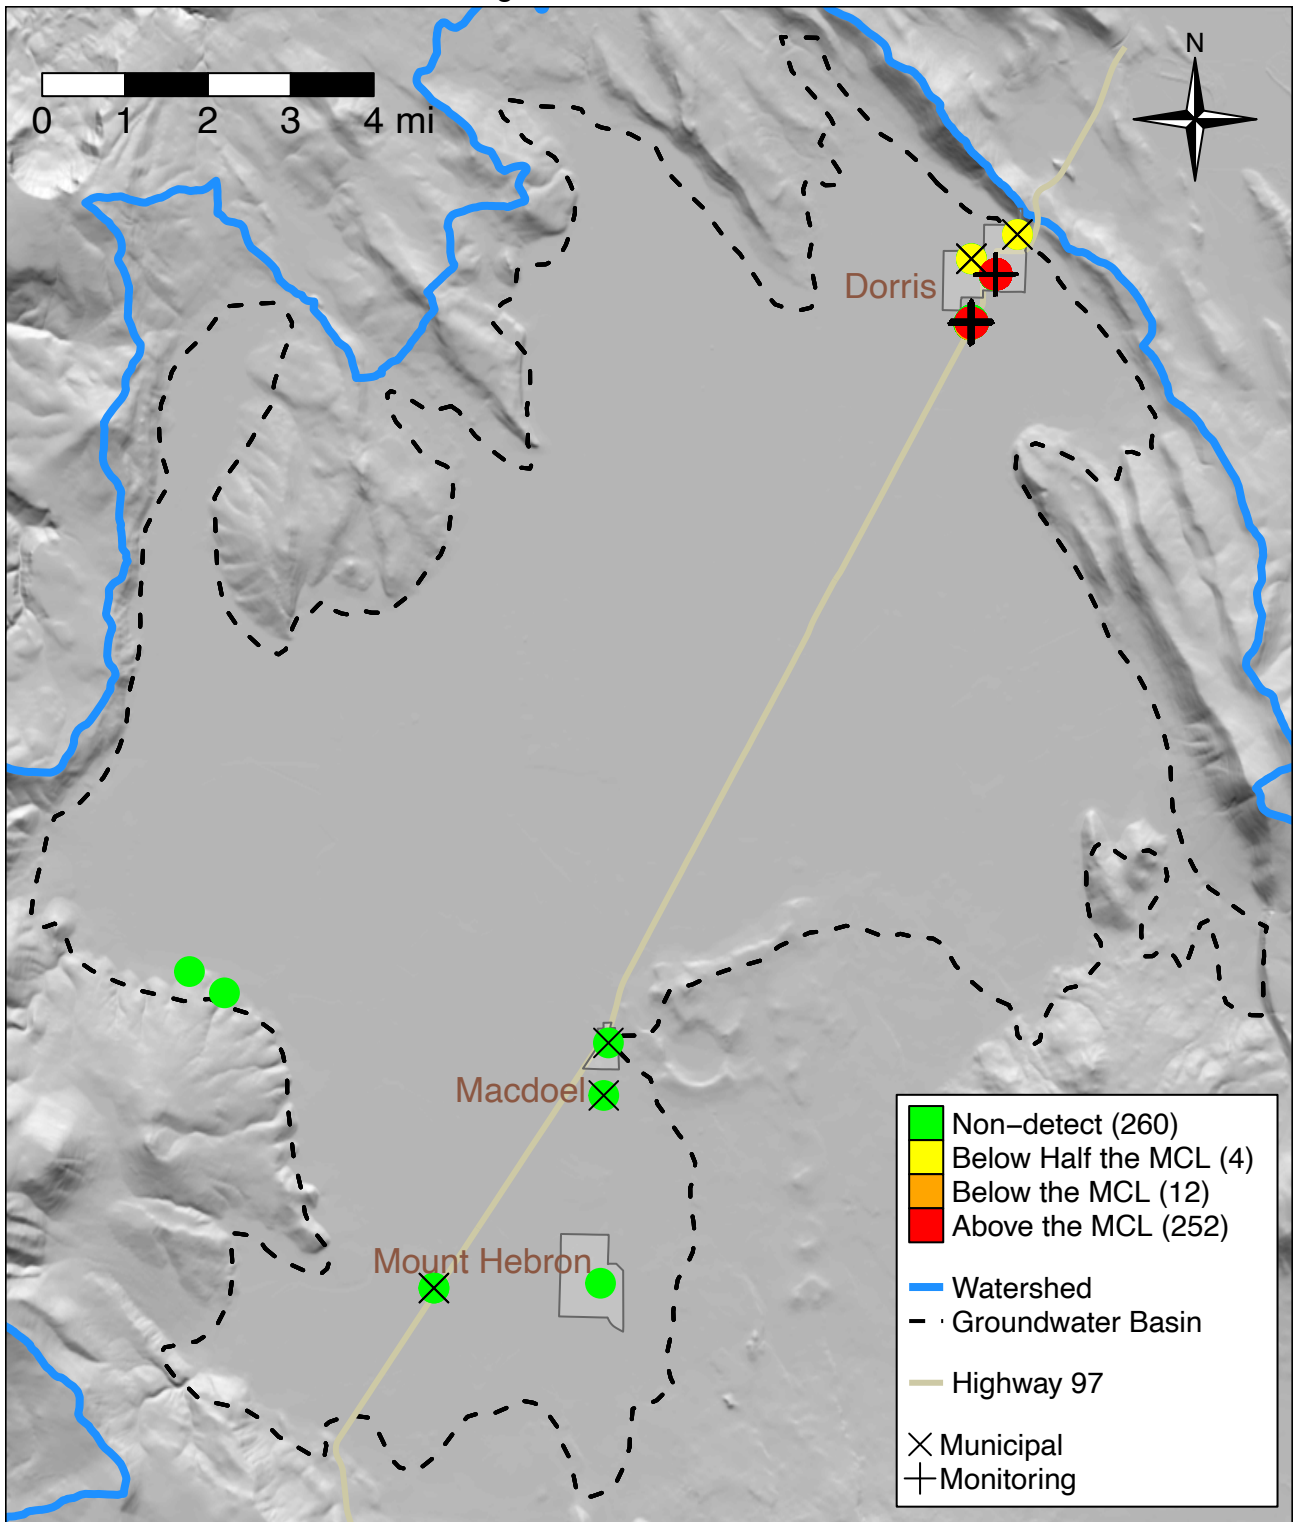 N
0 1 2 3 4 mi
Dorris
Macdoel
Mount Hebron
Non-detect (260)
Below Half the MCL (4)
Below the MCL (12)
Above the MCL (252)
Watershed
Groundwater Basin
Highway 97
Municipal
Monitoring